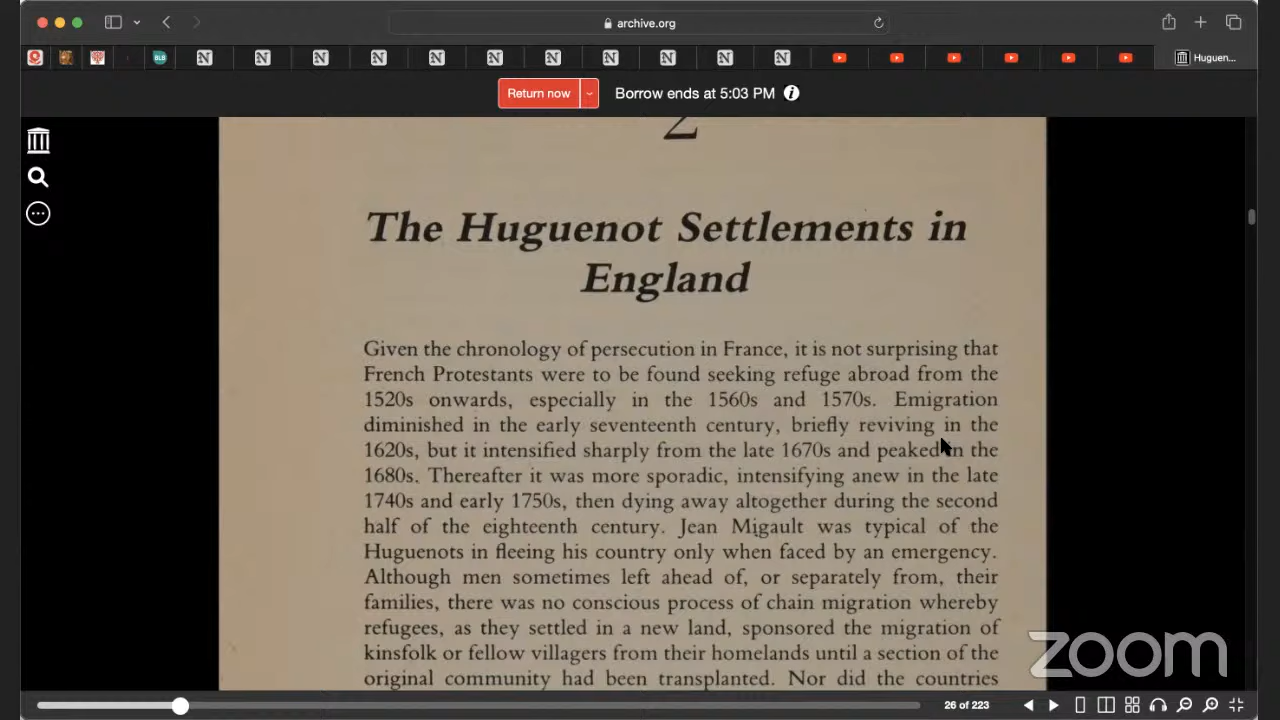 archive.org
BLB
Huguen...
Return now
Borrow ends at 5:03 PM
2
The Huguenot Settlements in
England
Given the chronology of persecution in France, it is not surprising that
French Protestants were to be found seeking refuge abroad from the
1520s onwards, especially in the 1560s and 1570s. Emigration
diminished in the early seventeenth century, briefly reviving in the
1620s, but it intensified sharply from the late 1670s and peaked in the
1680s. Thereafter it was more sporadic, intensifying anew in the late
1740s and early 1750s, then dying away altogether during the second
half of the eighteenth century. Jean Migault was typical of the
Huguenots in fleeing his country only when faced by an emergency.
Although men sometimes left ahead of, or separately from, their
families, there was no conscious process of chain migration whereby
refugees, as they settled in a new land, sponsored the migration of
kinsfolk or fellow villagers from their homelands until a section of the
original community had been transplanted. Nor did the countries
zoom
26 of 223